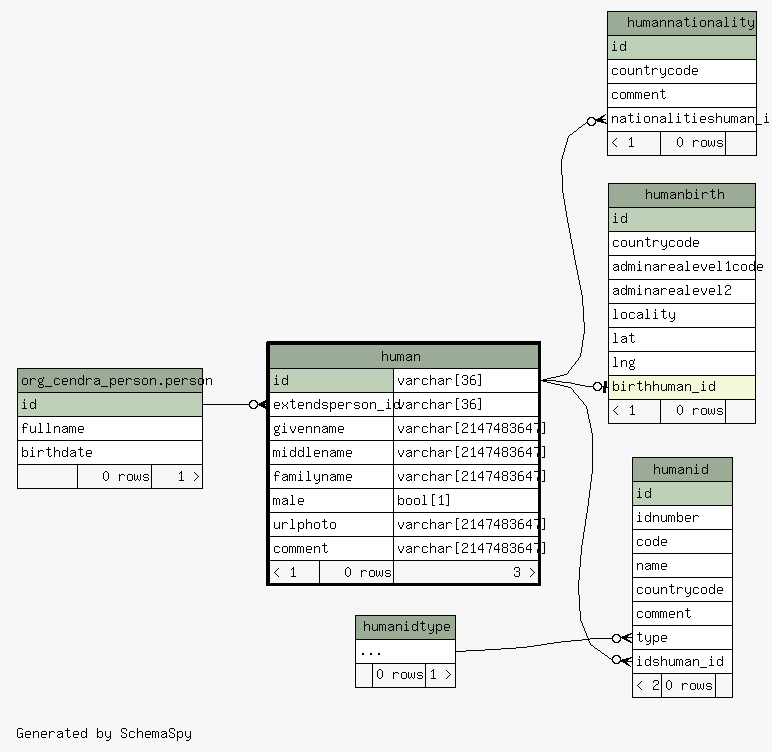 humannationality
id
countrycode
comment
nationalitieshuman_i
< 1 0 rows
humanbirth
id
countrycode
adminarealevel1code
adminarealevel2
locality
lat
lng
birthhuman_id
< 1 0 rows
org_cendra_person.person
id
fullname
birthdate
0 rows 1 >
human
id varchar[36]
extendsperson_id varchar[36]
givenname varchar[2147483647]
middlename varchar[2147483647]
familyname varchar[2147483647]
male bool[1]
urlphoto varchar[2147483647]
comment varchar[2147483647]
< 1 0 rows 3 >
humanid
id
idnumber
code
name
countrycode
comment
type
idshuman_id
< 2 0 rows
humanidtype
...
0 rows 1 >
Generated by SchemaSpy